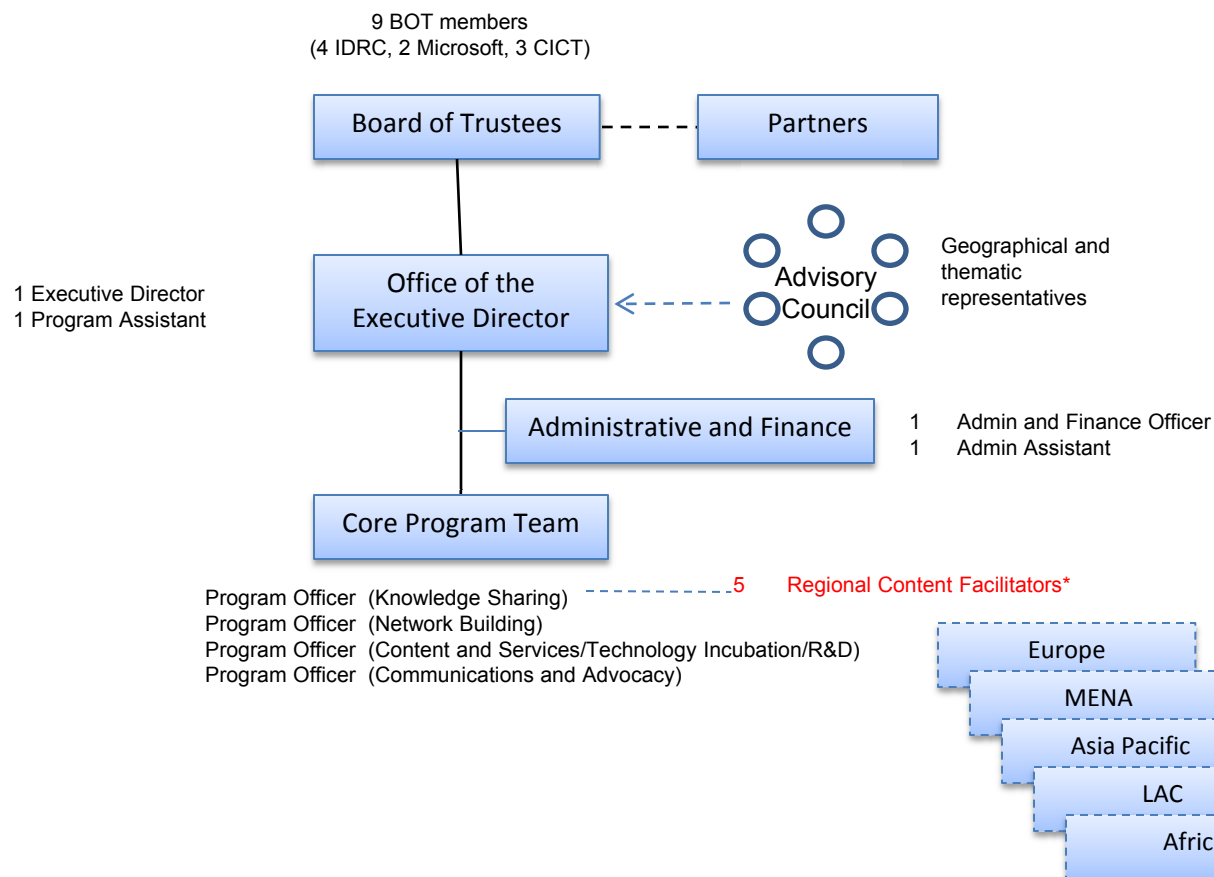 9 BOT members
(4 IDRC, 2 Microsoft, 3 CICT)
Board of Trustees
Partners
Office of the
Executive Director
1 Executive Director
1 Program Assistant
Advisory
Council
Geographical and
thematic
representatives
Administrative and Finance
1 Admin and Finance Officer
1 Admin Assistant
Core Program Team
Program Officer (Knowledge Sharing)
5 Regional Content Facilitators*
Program Officer (Network Building)
Program Officer (Content and Services/Technology Incubation/R&D)
Program Officer (Communications and Advocacy)
Europe
MENA
Asia Pacific
LAC
Afric